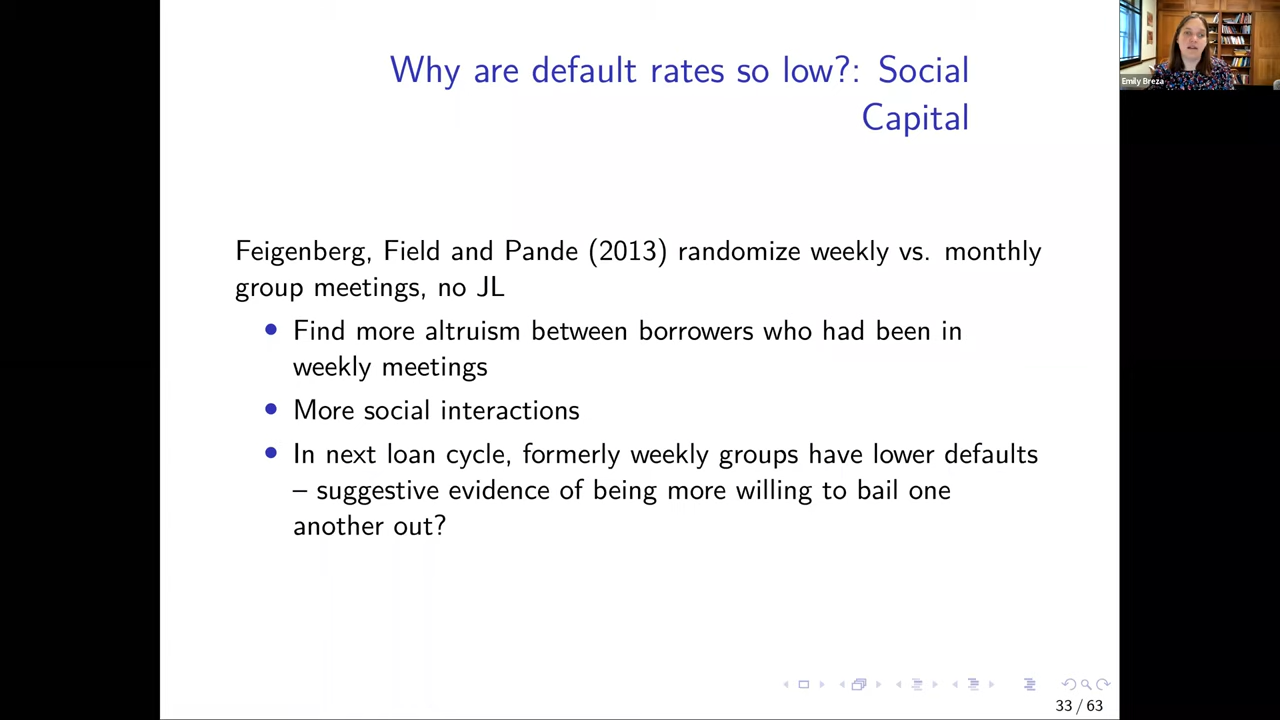 Why are default rates so low?: Social
Capital
Emily Breza
Feigenberg, Field and Pande (2013) randomize weekly vs. monthly
group meetings, no JL
• Find more altruism between borrowers who had been in
weekly meetings
• More social interactions
• In next loan cycle, formerly weekly groups have lower defaults
– suggestive evidence of being more willing to bail one
another out?
33 / 63